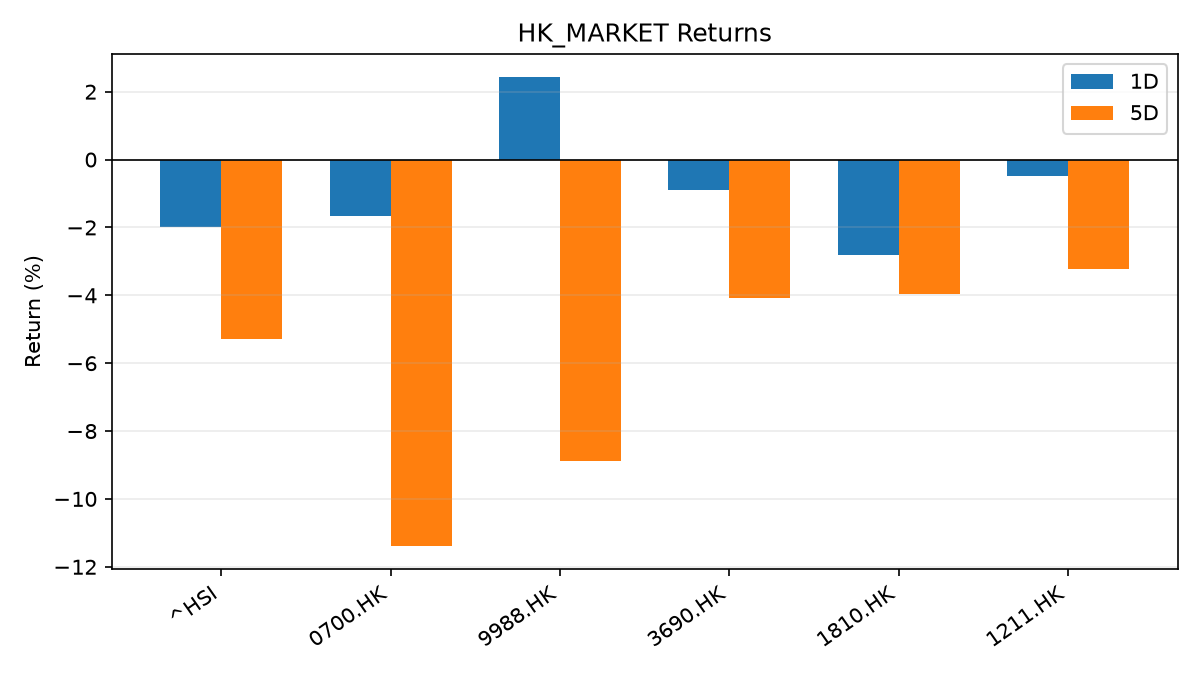 HK_MARKET Returns
1D
5D
Return (%)
2
0
−2
−4
−6
−8
−10
−12
^HSI
0700.HK
9988.HK
3690.HK
1810.HK
1211.HK